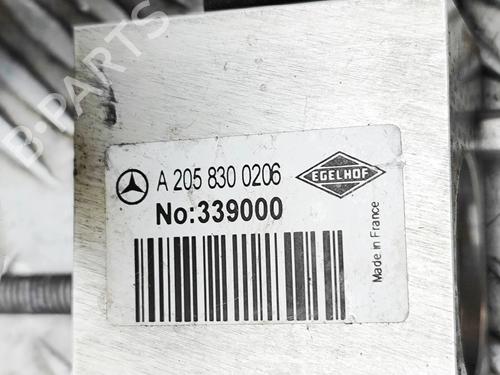 B-PARTS
A 205 830 0206
EGELHOF
No:339000
Made in France